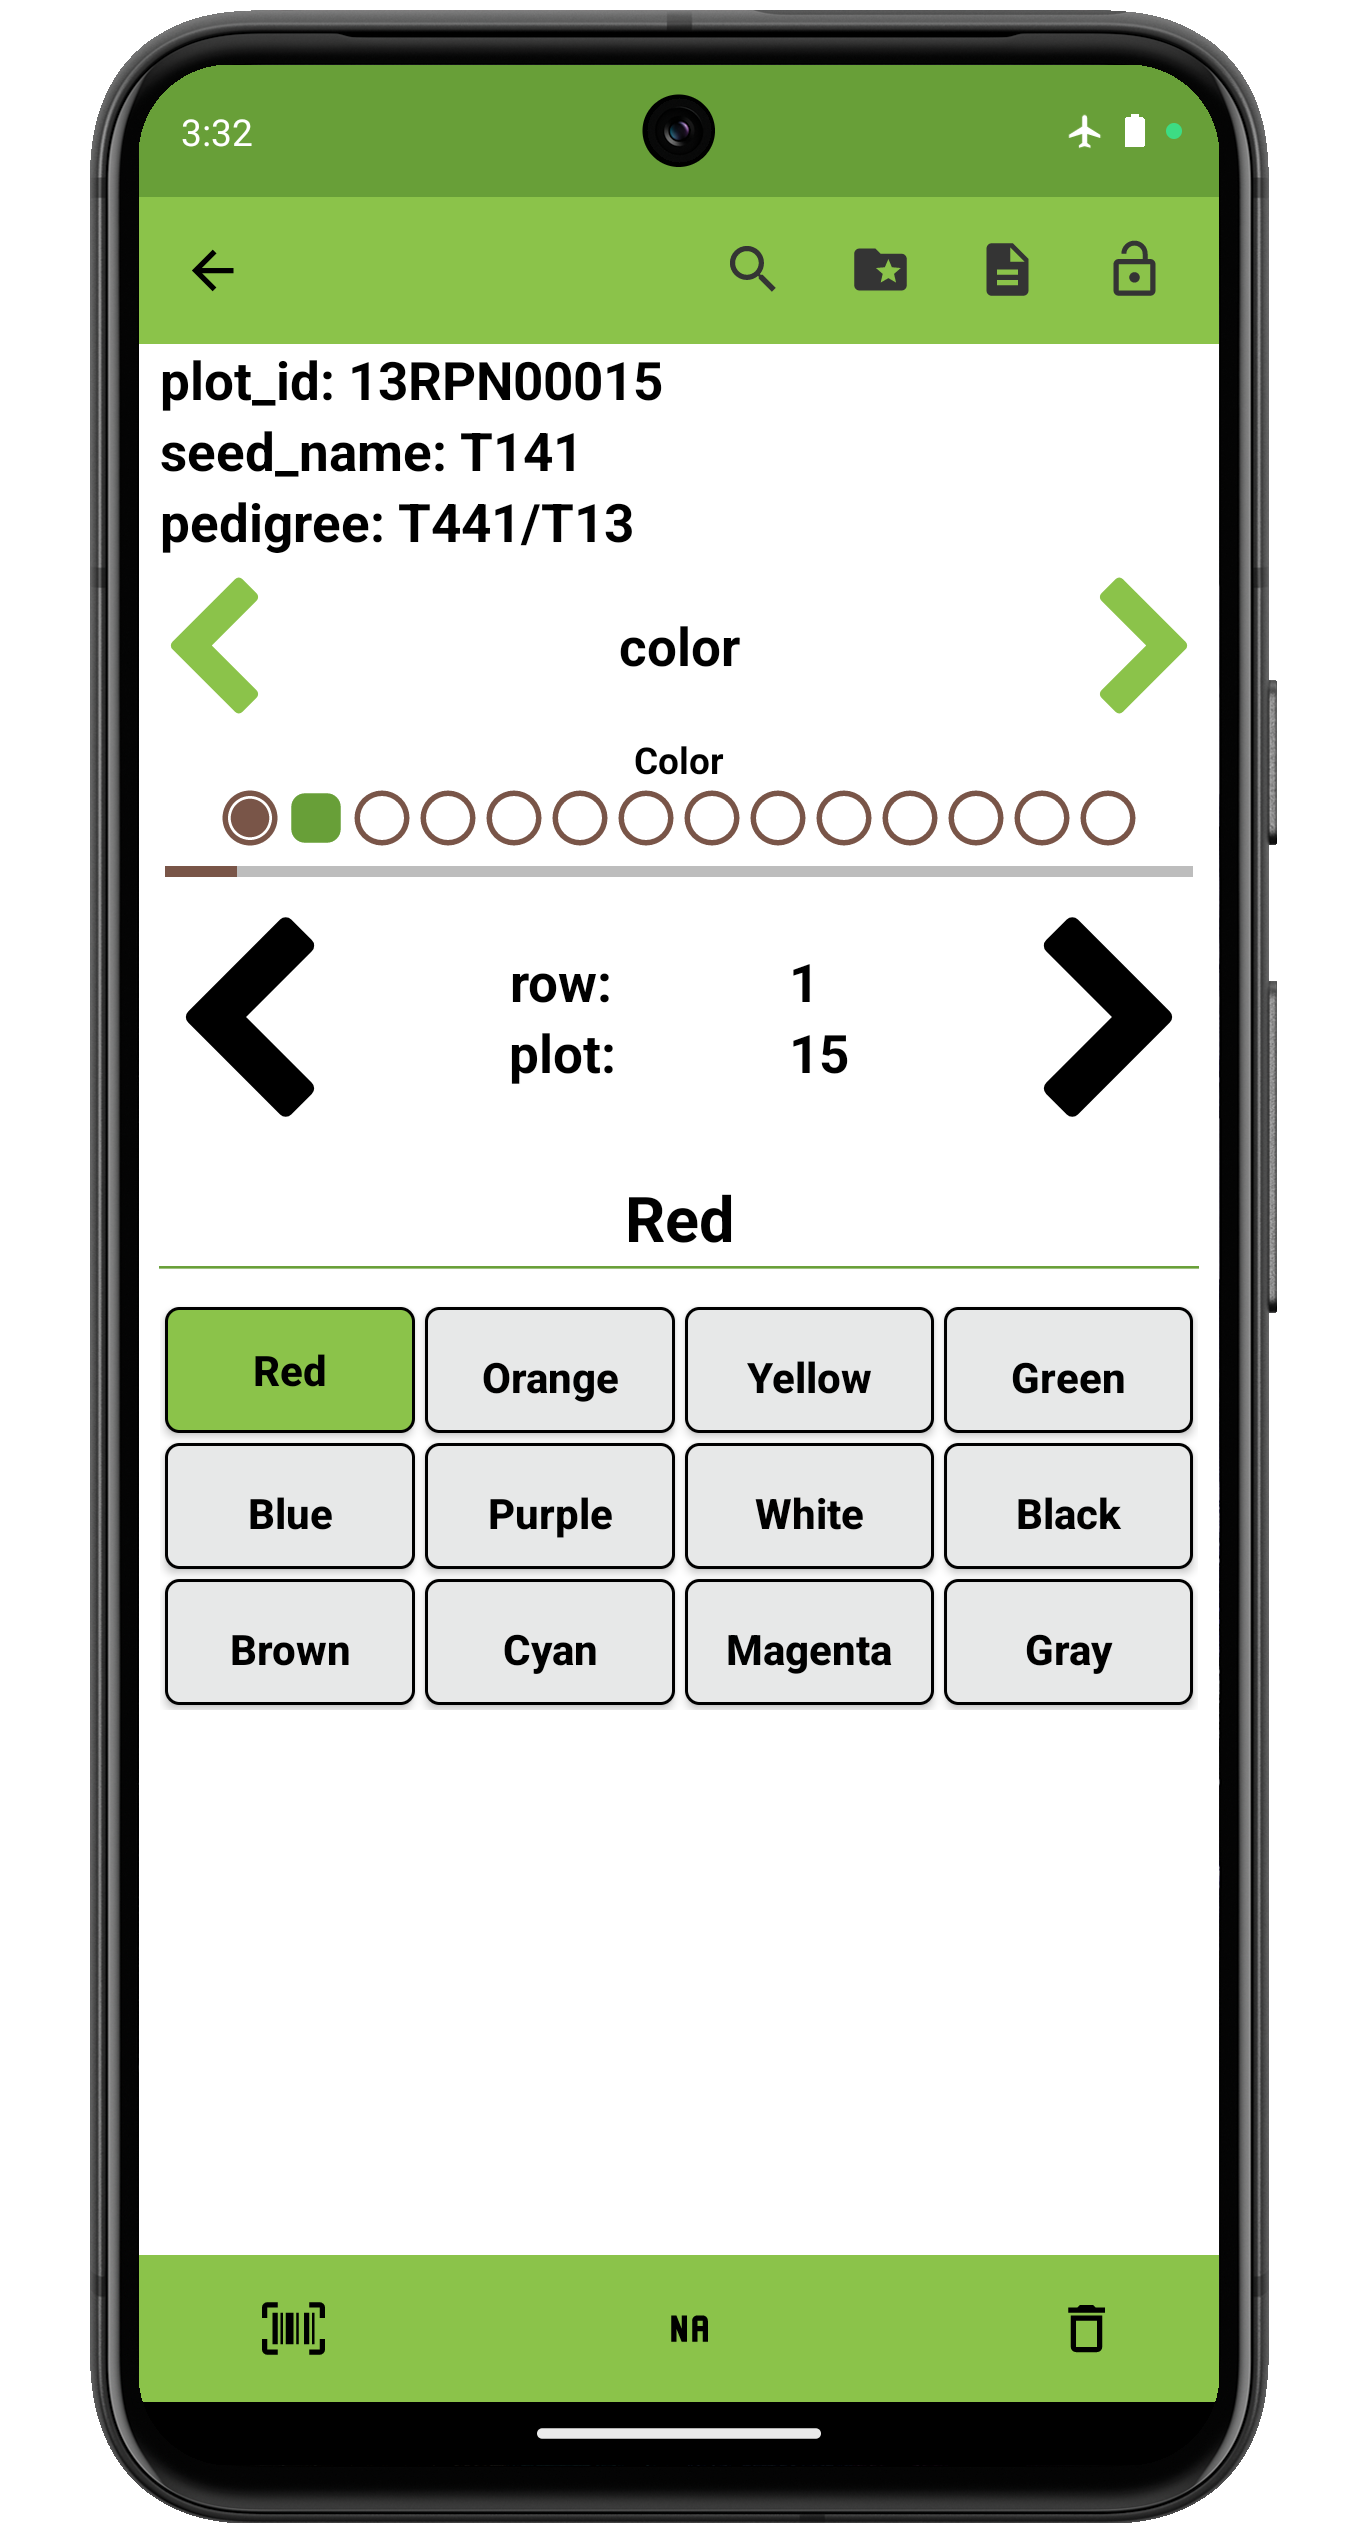 3:32
plot_id: 13RPN00015
seed_name: T141
pedigree: T441/T13
color
Color
row: 1
plot: 15
Red
Red Orange Yellow Green
Blue Purple White Black
Brown Cyan Magenta Gray
NA